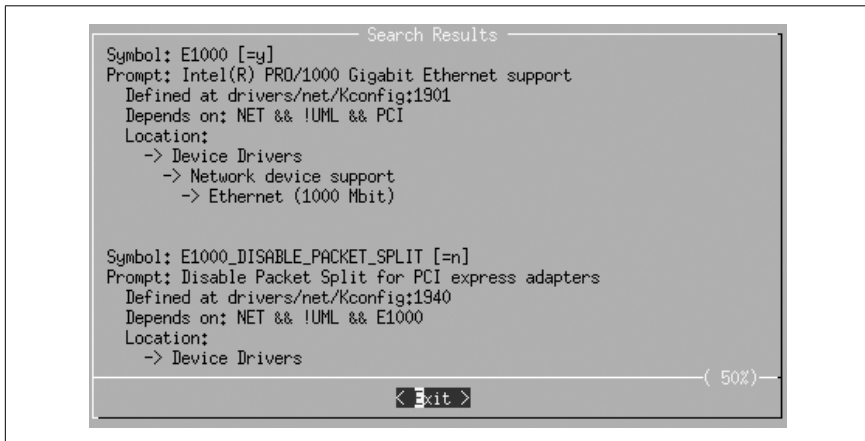 Search Results
Symbol: E1000 [=y]
Prompt: Intel(R) PRO/1000 Gigabit Ethernet support
Defined at drivers/net/Kconfig:1901
Depends on: NET && !UML && PCI
Location:
-> Device Drivers
-> Network device support
-> Ethernet (1000 Mbit)
Symbol: E1000_DISABLE_PACKET_SPLIT [=n]
Prompt: Disable Packet Split for PCI express adapters
Defined at drivers/net/Kconfig:1940
Depends on: NET && !UML && E1000
Location:
-> Device Drivers
( 50%)
< Exit >